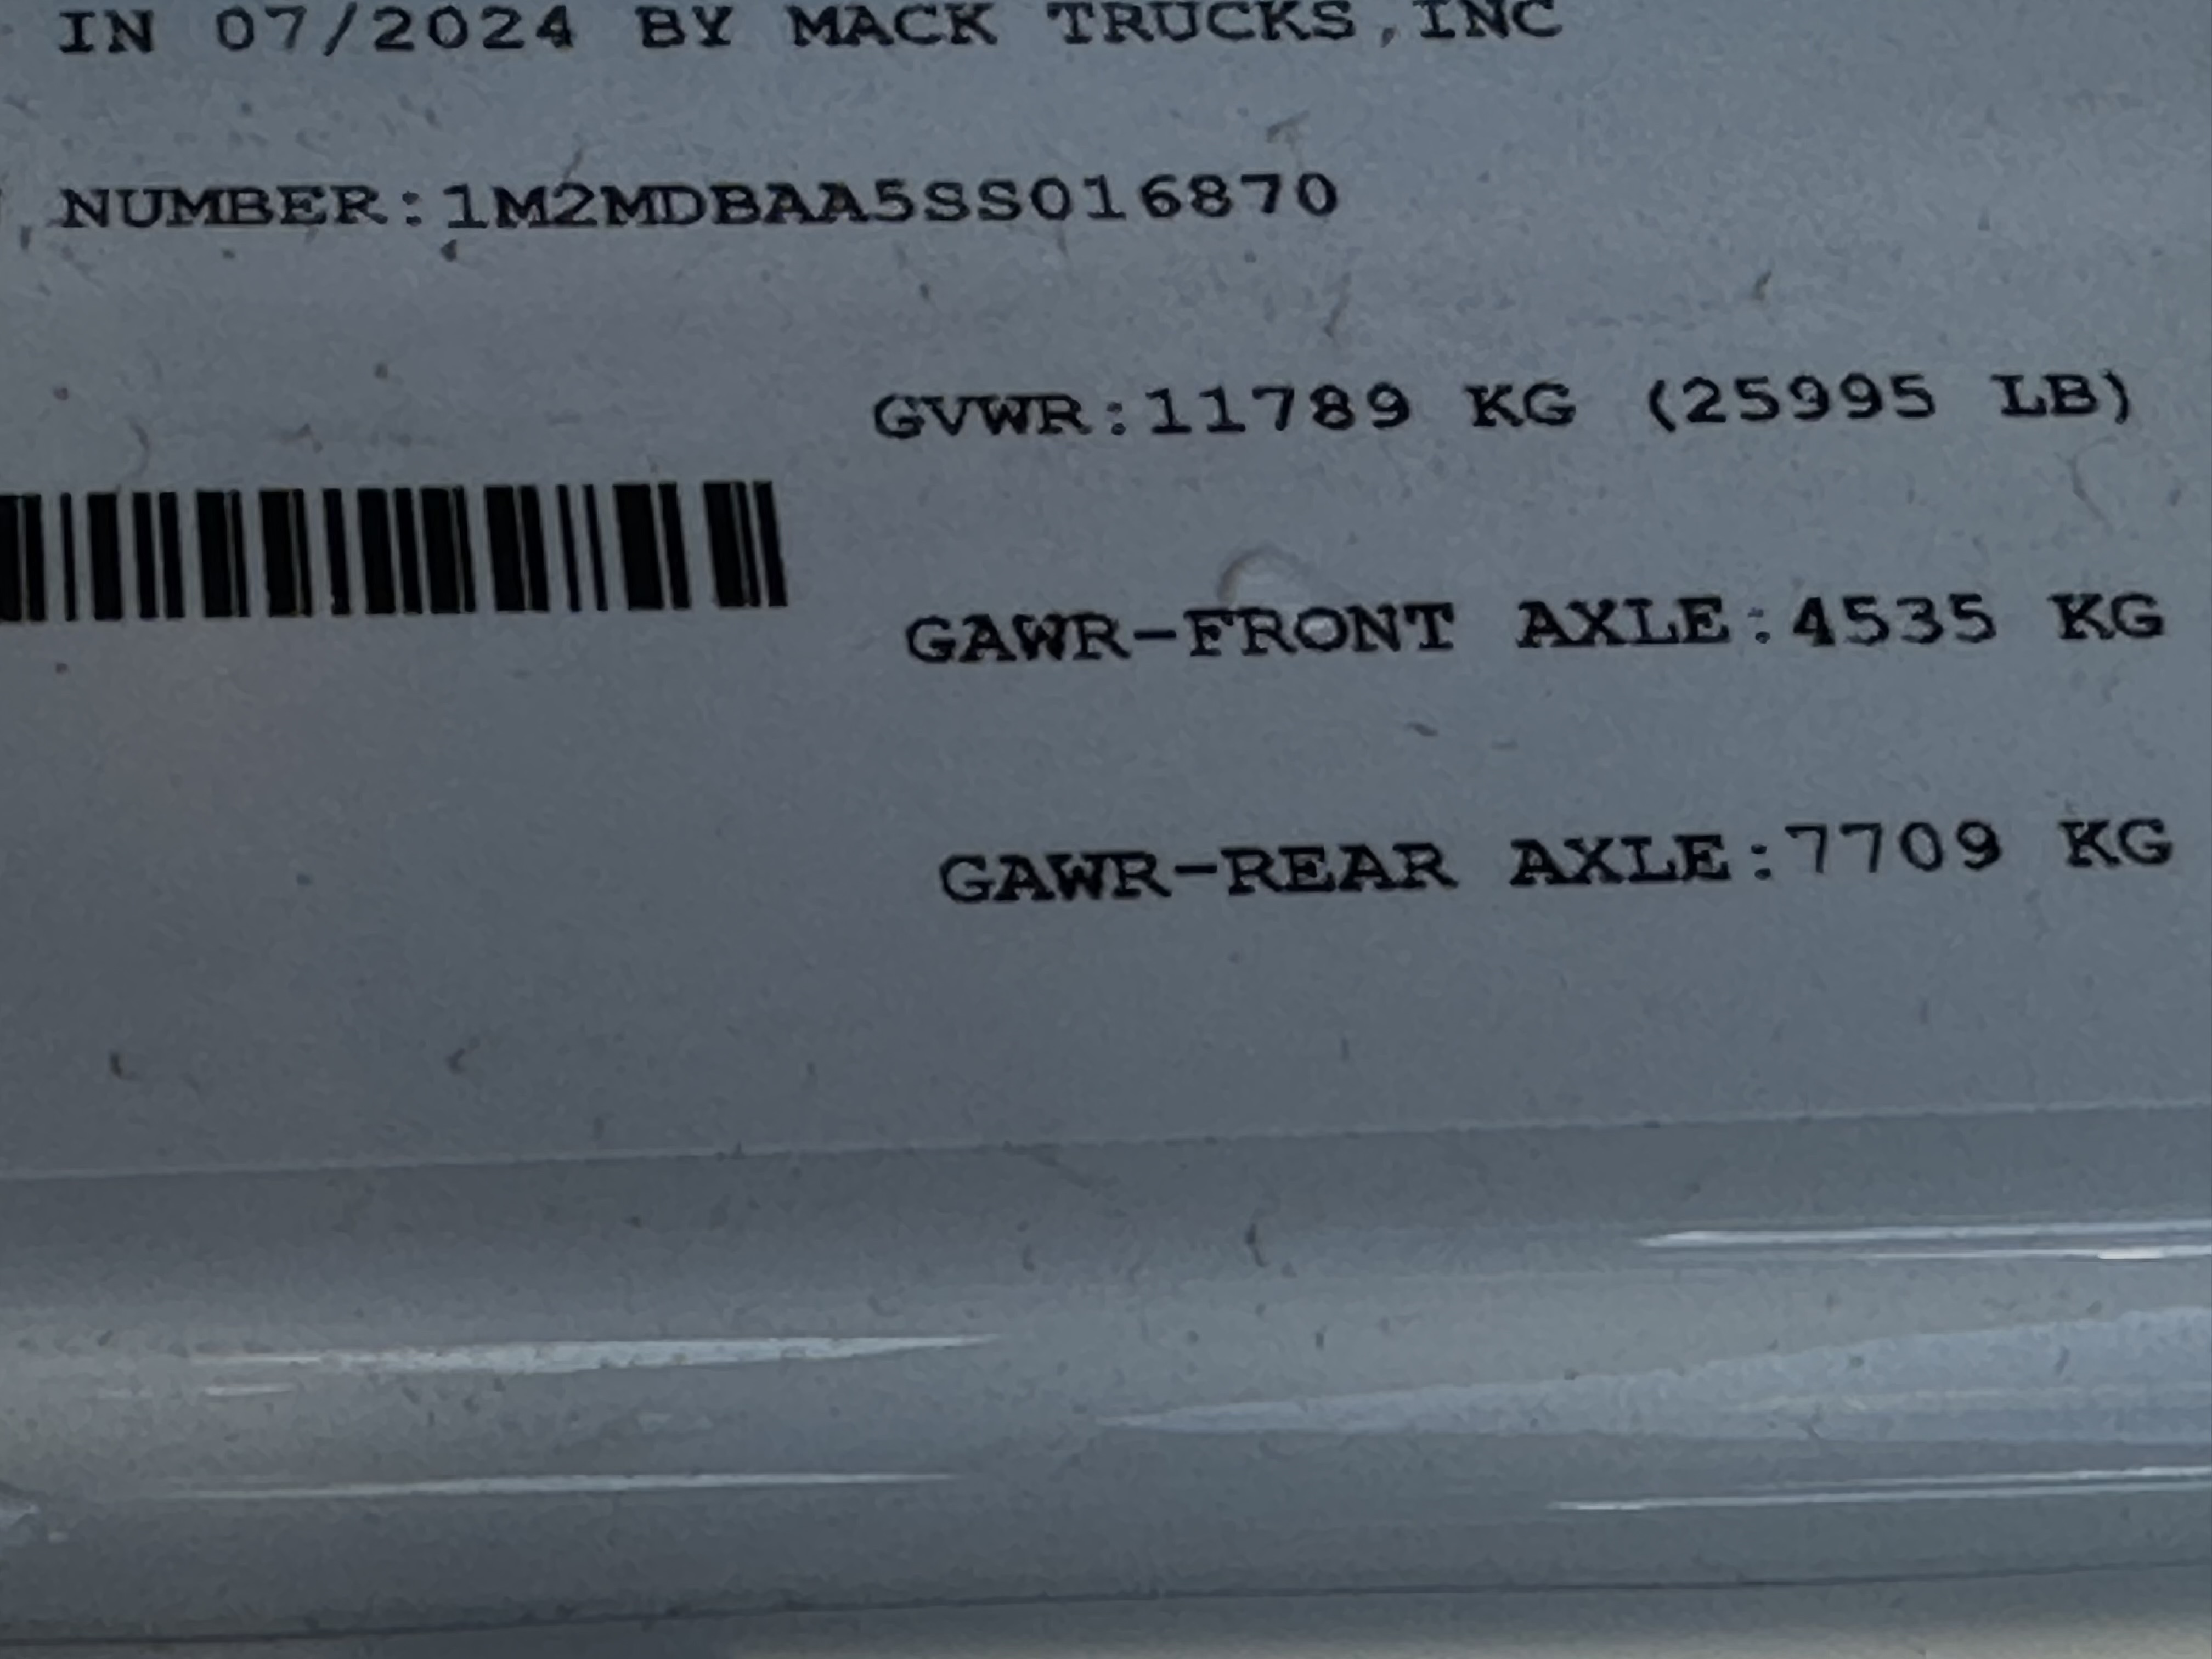 IN 07/2024 BY MACK TRUCKS,INC
NUMBER:1M2MDBAA5SS016870
GVWR:11789 KG (25995 LB)
GAWR-FRONT AXLE:4535 KG
GAWR-REAR AXLE:7709 KG